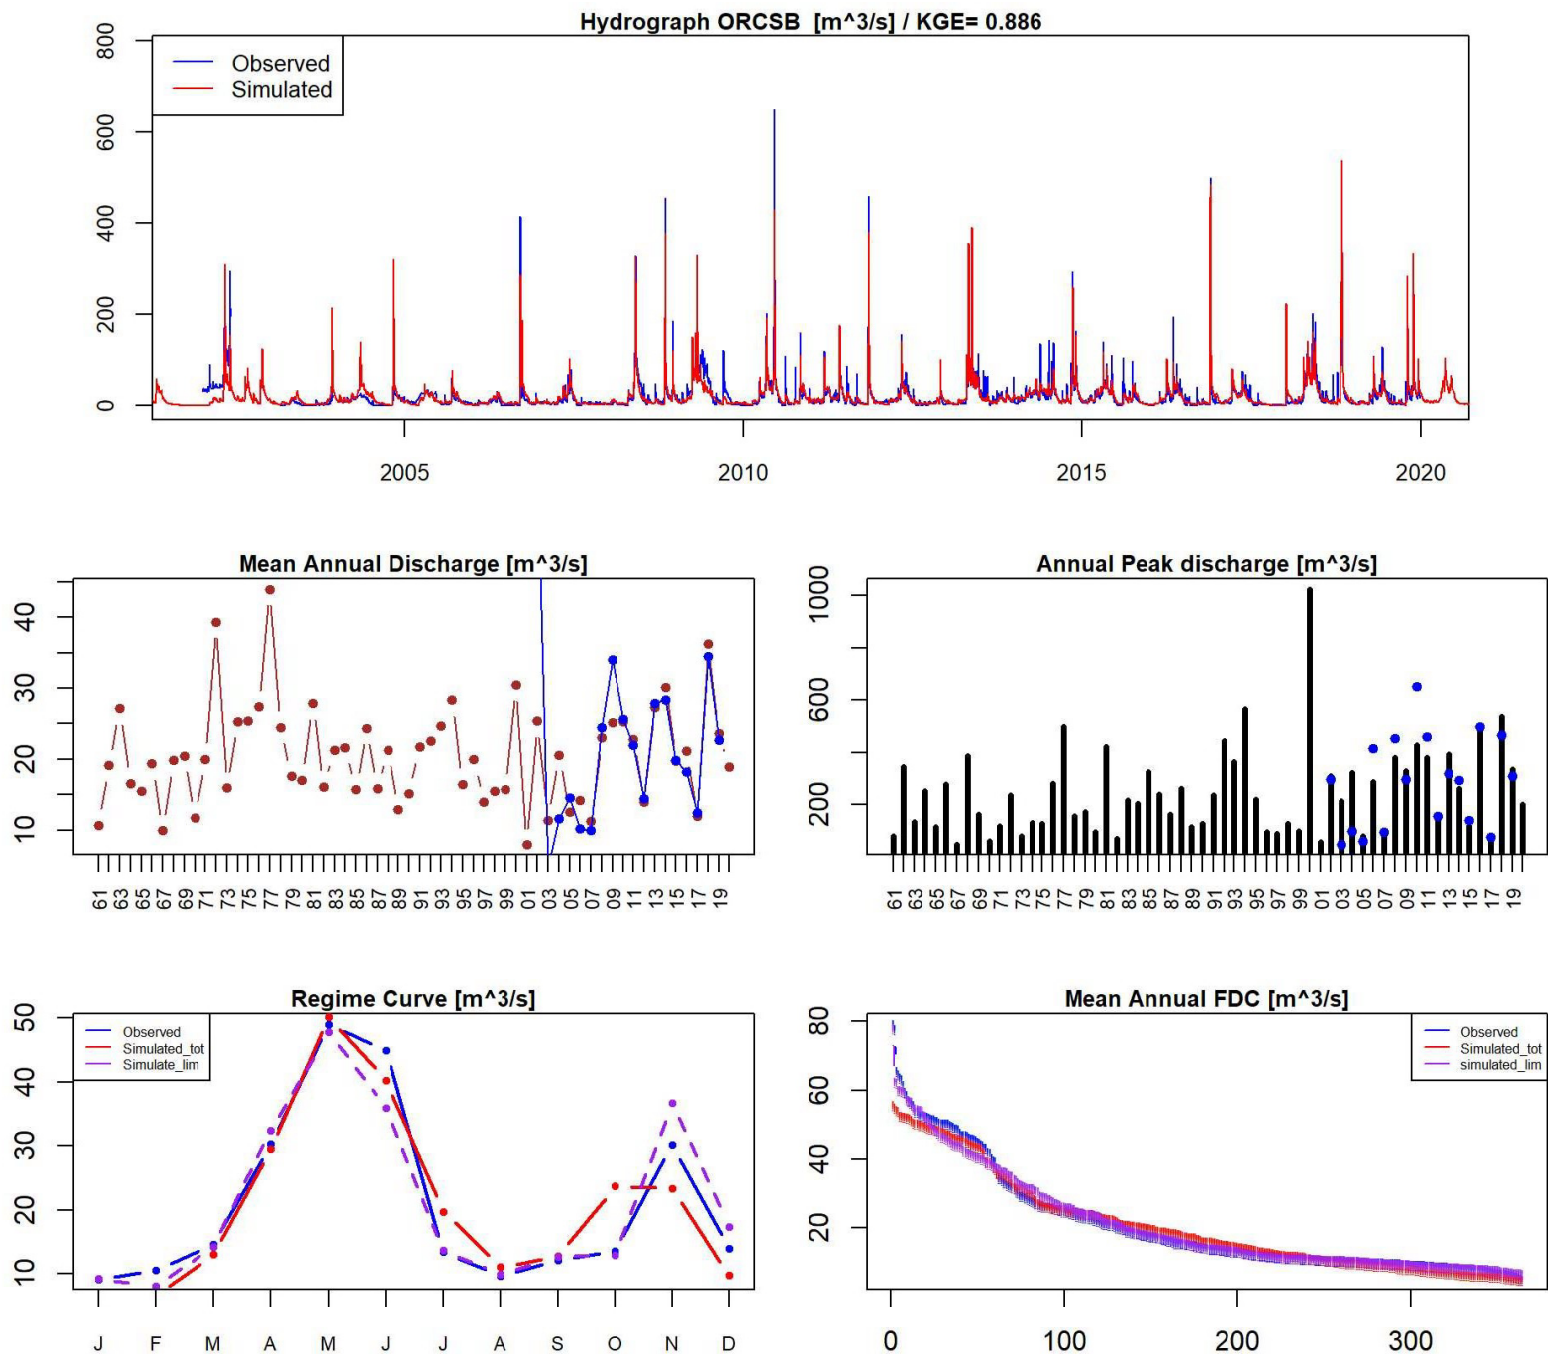 Hydrograph ORCSB [m^3/s] / KGE= 0.886
800
600
400
200
0
Observed
Simulated
2005 2010 2015 2020
Mean Annual Discharge [m^3/s]
40
30
20
10
61 63 65 67 69 71 73 75 77 79 81 83 85 87 89 91 93 95 97 99 01 03 05 07 09 11 13 15 17 19
Annual Peak discharge [m^3/s]
1000
600
200
61 63 65 67 69 71 73 75 77 79 81 83 85 87 89 91 93 95 97 99 01 03 05 07 09 11 13 15 17 19
Regime Curve [m^3/s]
50
40
30
20
10
Observed
Simulated_tot
Simulate_lim
J F M A M J J A S O N D
Mean Annual FDC [m^3/s]
80
60
40
20
Observed
Simulated_tot
simulated_lim
0 100 200 300